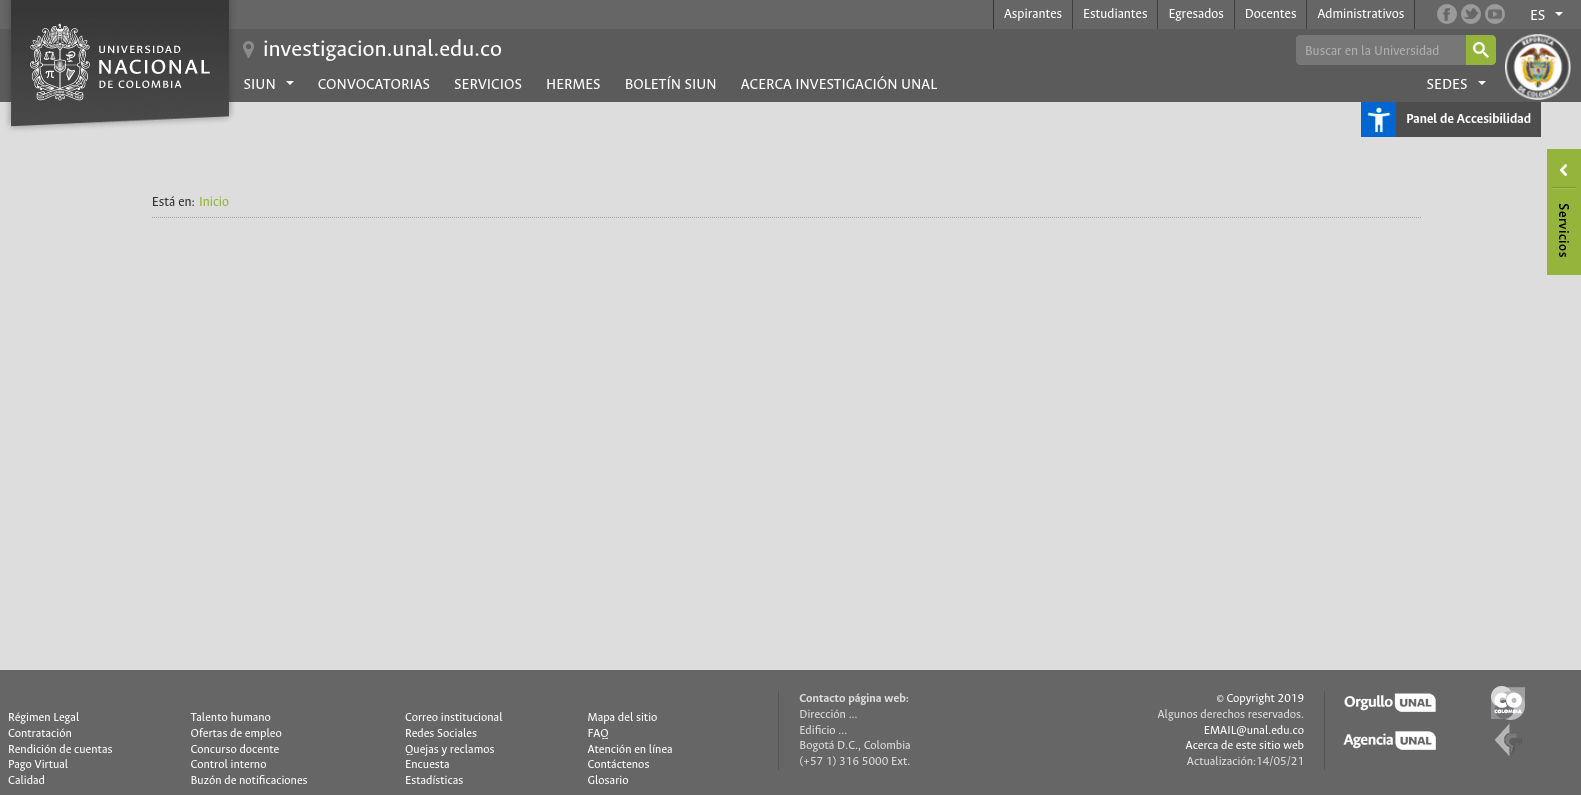 Aspirantes
Estudiantes
Egresados
Docentes
Administrativos
ES
UNIVERSIDAD
NACIONAL
DE COLOMBIA
investigacion.unal.edu.co
Buscar en la Universidad
REPÚBLICA
DE COLOMBIA
SIUN
CONVOCATORIAS
SERVICIOS
HERMES
BOLETÍN SIUN
ACERCA INVESTIGACIÓN UNAL
SEDES
Panel de Accesibilidad
Servicios
Está en: Inicio
Régimen Legal
Contratación
Rendición de cuentas
Pago Virtual
Calidad
Talento humano
Ofertas de empleo
Concurso docente
Control interno
Buzón de notificaciones
Correo institucional
Redes Sociales
Quejas y reclamos
Encuesta
Estadísticas
Mapa del sitio
FAQ
Atención en línea
Contáctenos
Glosario
Contacto página web:
Dirección ...
Edificio ...
Bogotá D.C., Colombia
(+57 1) 316 5000 Ext.
© Copyright 2019
Algunos derechos reservados.
EMAIL@unal.edu.co
Acerca de este sitio web
Actualización:14/05/21
Orgullo UNAL
Agencia UNAL
CO
COLOMBIA